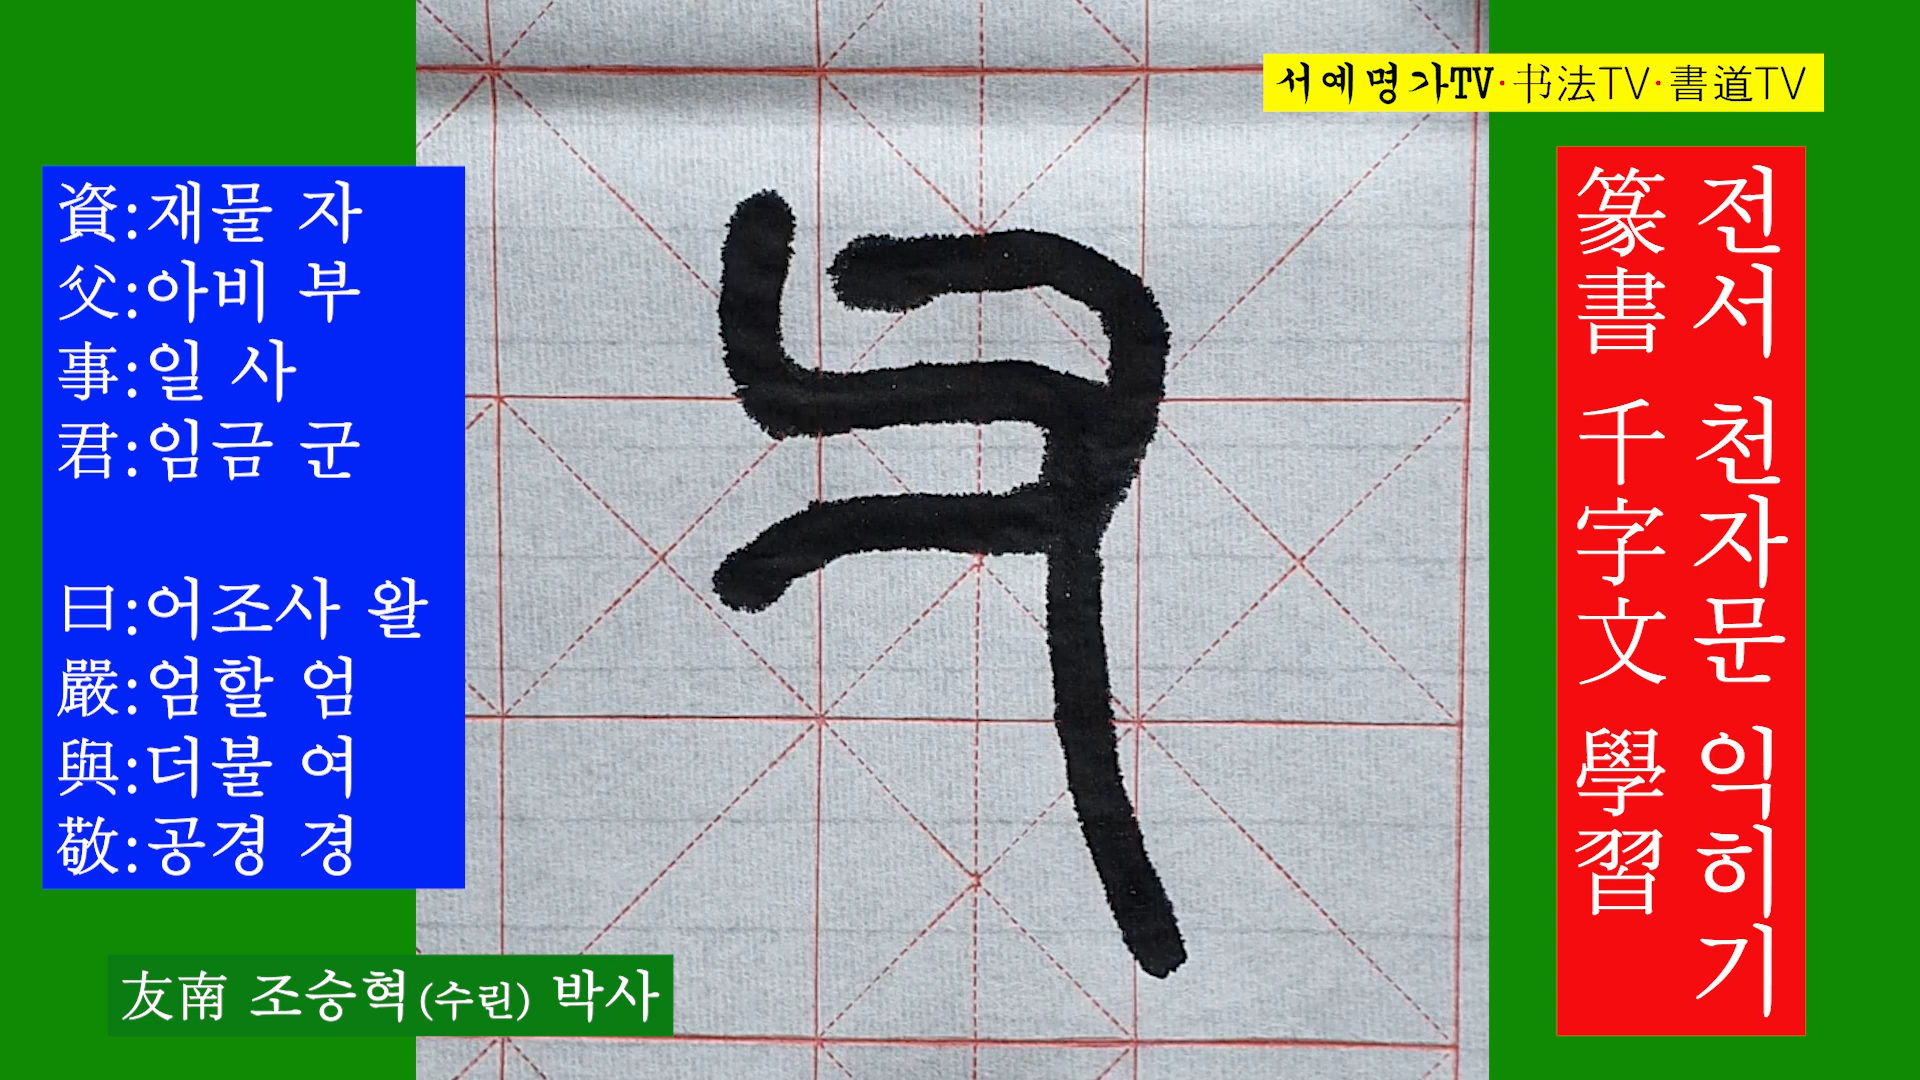 서예명가TV·书法TV·書道TV
資:재물 자
父:아비 부
事:일 사
君:임금 군
曰:어조사 왈
嚴:엄할 엄
與:더불 여
敬:공경 경
전서 천자문 익히기
篆書 千字文 學習
友南 조승혁(수린) 박사